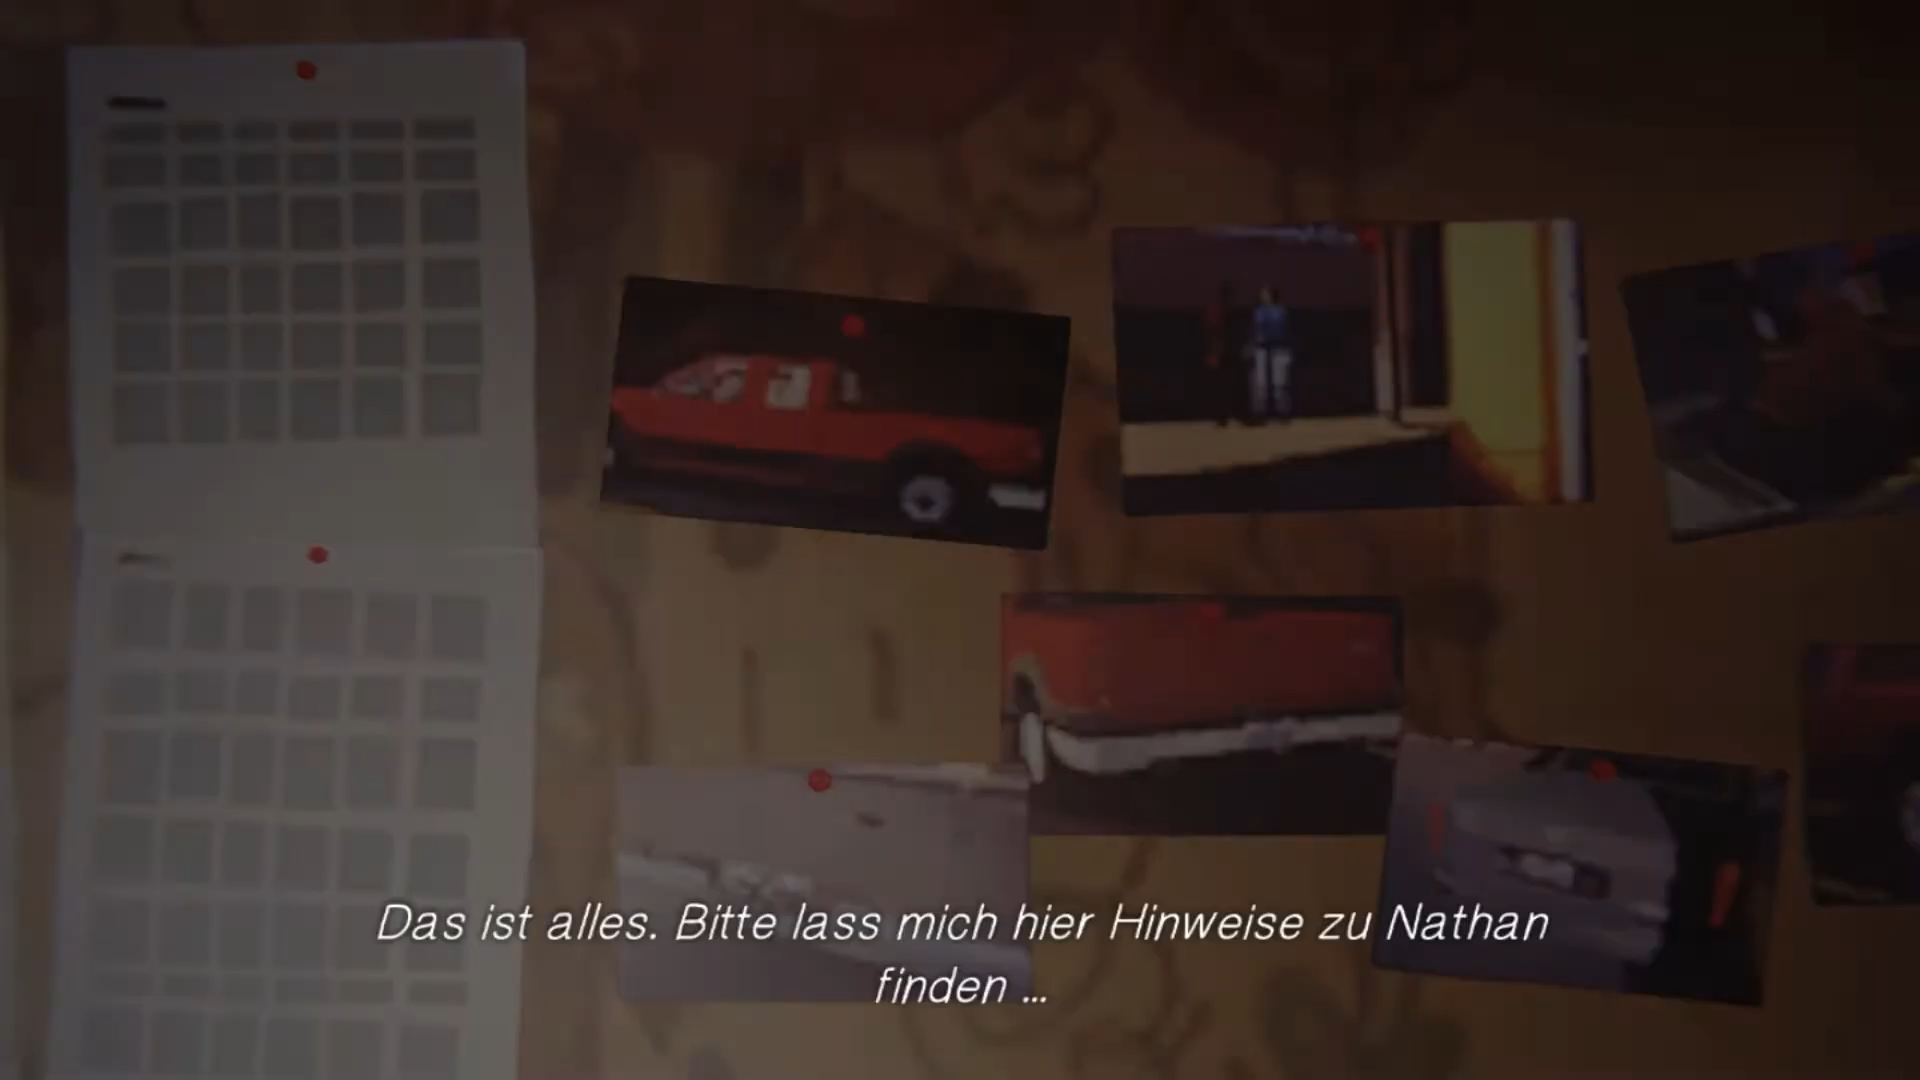 Das ist alles. Bitte lass mich hier Hinweise zu Nathan
finden ...